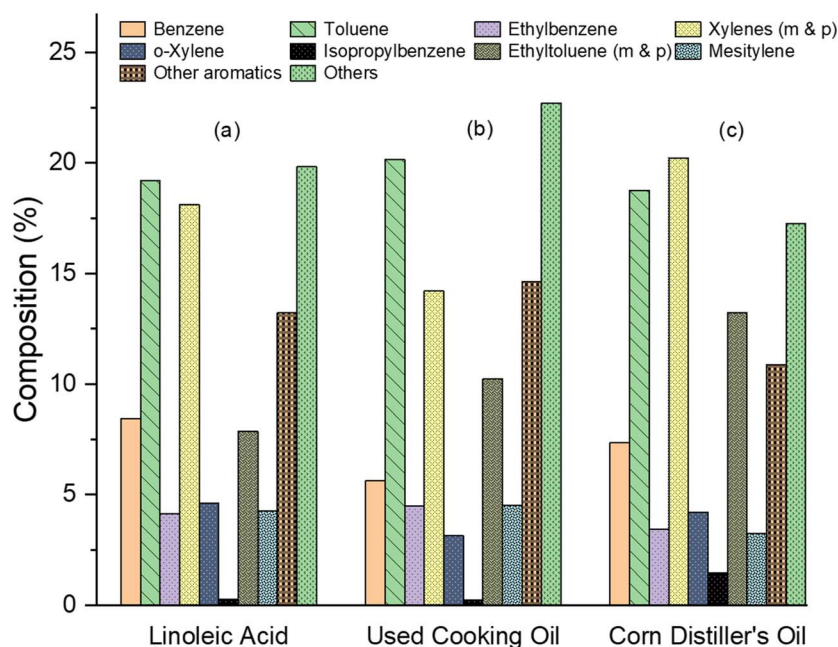 Benzene Toluene Ethylbenzene Xylenes (m & p)
o-Xylene Isopropylbenzene Ethyltoluene (m & p) Mesitylene
Other aromatics Others
(a) (b) (c)
Composition (%)
25
20
15
10
5
0
Linoleic Acid Used Cooking Oil Corn Distiller's Oil